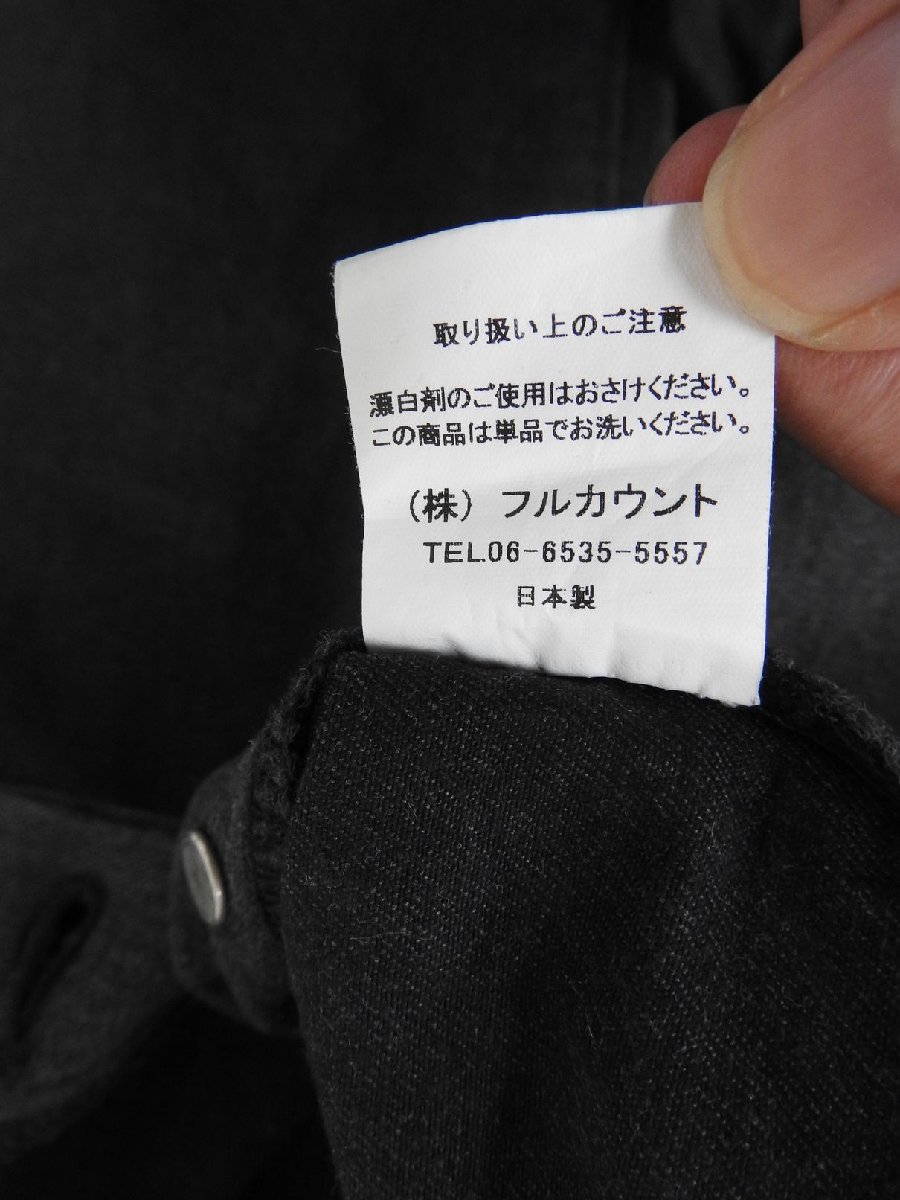 取り扱い上のご注意
漂白剤のご使用はおさけください。
この商品は単品でお洗いください。
(株) フルカウント
TEL.06-6535-5557
日本製